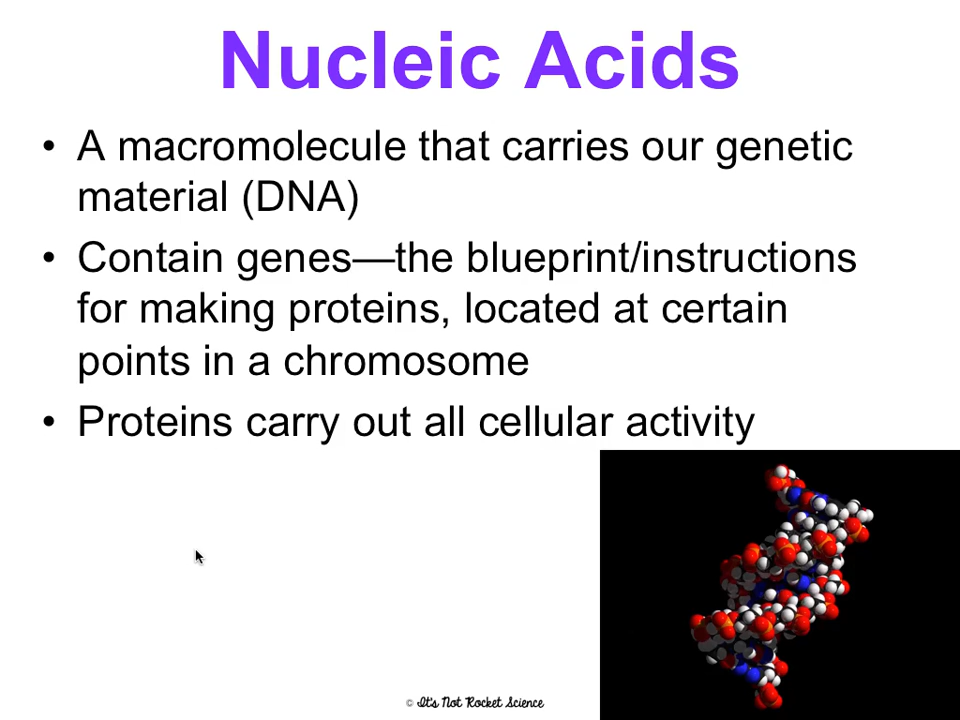 Nucleic Acids
• A macromolecule that carries our genetic
material (DNA)
• Contain genes—the blueprint/instructions
for making proteins, located at certain
points in a chromosome
• Proteins carry out all cellular activity
© It's Not Rocket Science